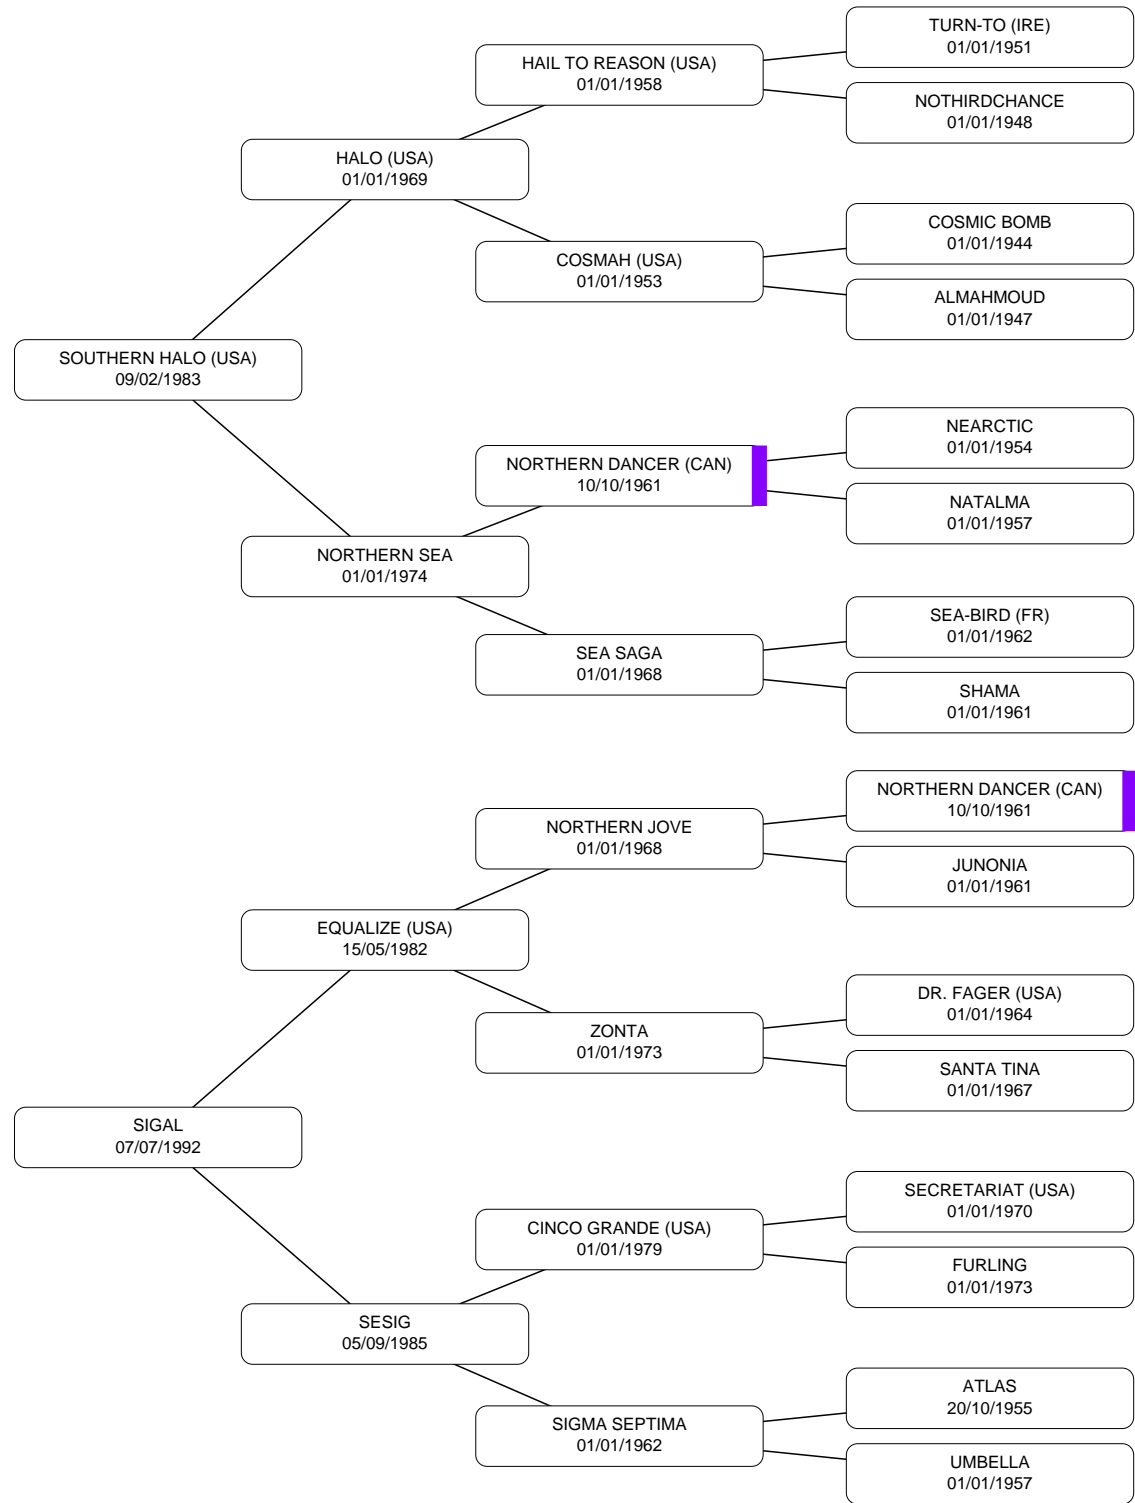 TURN-TO (IRE)
01/01/1951
HAIL TO REASON (USA)
01/01/1958
NOTHIRDCHANCE
01/01/1948
HALO (USA)
01/01/1969
COSMIC BOMB
01/01/1944
COSMAH (USA)
01/01/1953
ALMAHMOUD
01/01/1947
SOUTHERN HALO (USA)
09/02/1983
NEARCTIC
01/01/1954
NORTHERN DANCER (CAN)
10/10/1961
NATALMA
01/01/1957
NORTHERN SEA
01/01/1974
SEA-BIRD (FR)
01/01/1962
SEA SAGA
01/01/1968
SHAMA
01/01/1961
NORTHERN DANCER (CAN)
10/10/1961
NORTHERN JOVE
01/01/1968
JUNONIA
01/01/1961
EQUALIZE (USA)
15/05/1982
DR. FAGER (USA)
01/01/1964
ZONTA
01/01/1973
SANTA TINA
01/01/1967
SIGAL
07/07/1992
SECRETARIAT (USA)
01/01/1970
CINCO GRANDE (USA)
01/01/1979
FURLING
01/01/1973
SESIG
05/09/1985
ATLAS
20/10/1955
SIGMA SEPTIMA
01/01/1962
UMBELLA
01/01/1957